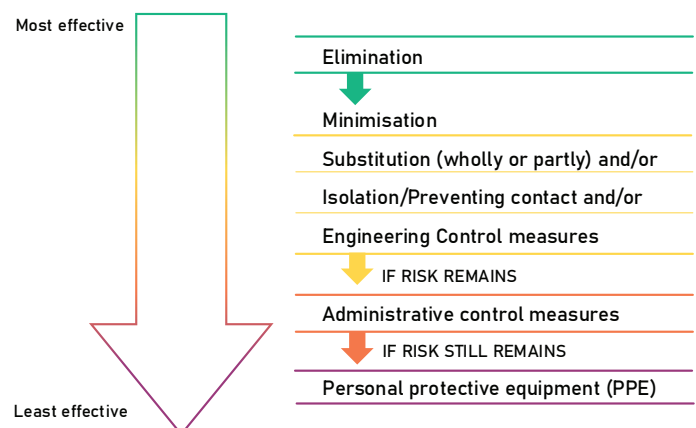 Most effective
Elimination
Minimisation
Substitution (wholly or partly) and/or
Isolation/Preventing contact and/or
Engineering Control measures
IF RISK REMAINS
Administrative control measures
IF RISK STILL REMAINS
Personal protective equipment (PPE)
Least effective